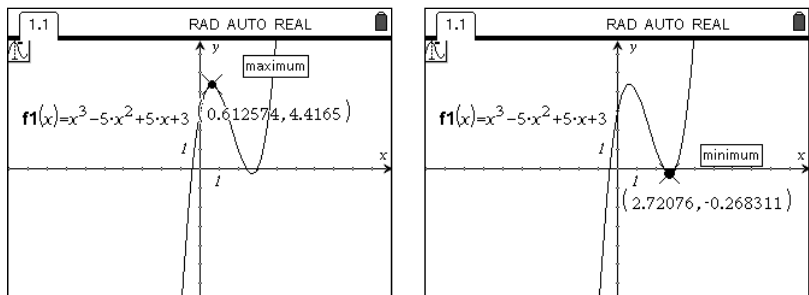 1.1 RAD AUTO REAL
y
maximum
f1(x)=x³-5·x²+5·x+3 (0.612574,4.4165)
1
x
1
1.1 RAD AUTO REAL
y
f1(x)=x³-5·x²+5·x+3
1
minimum
x
1
(2.72076,-0.268311)